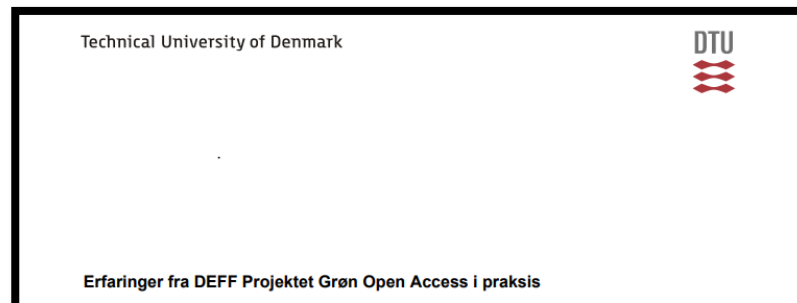 Technical University of Denmark
DTU
Erfaringer fra DEFF Projektet Grøn Open Access i praksis